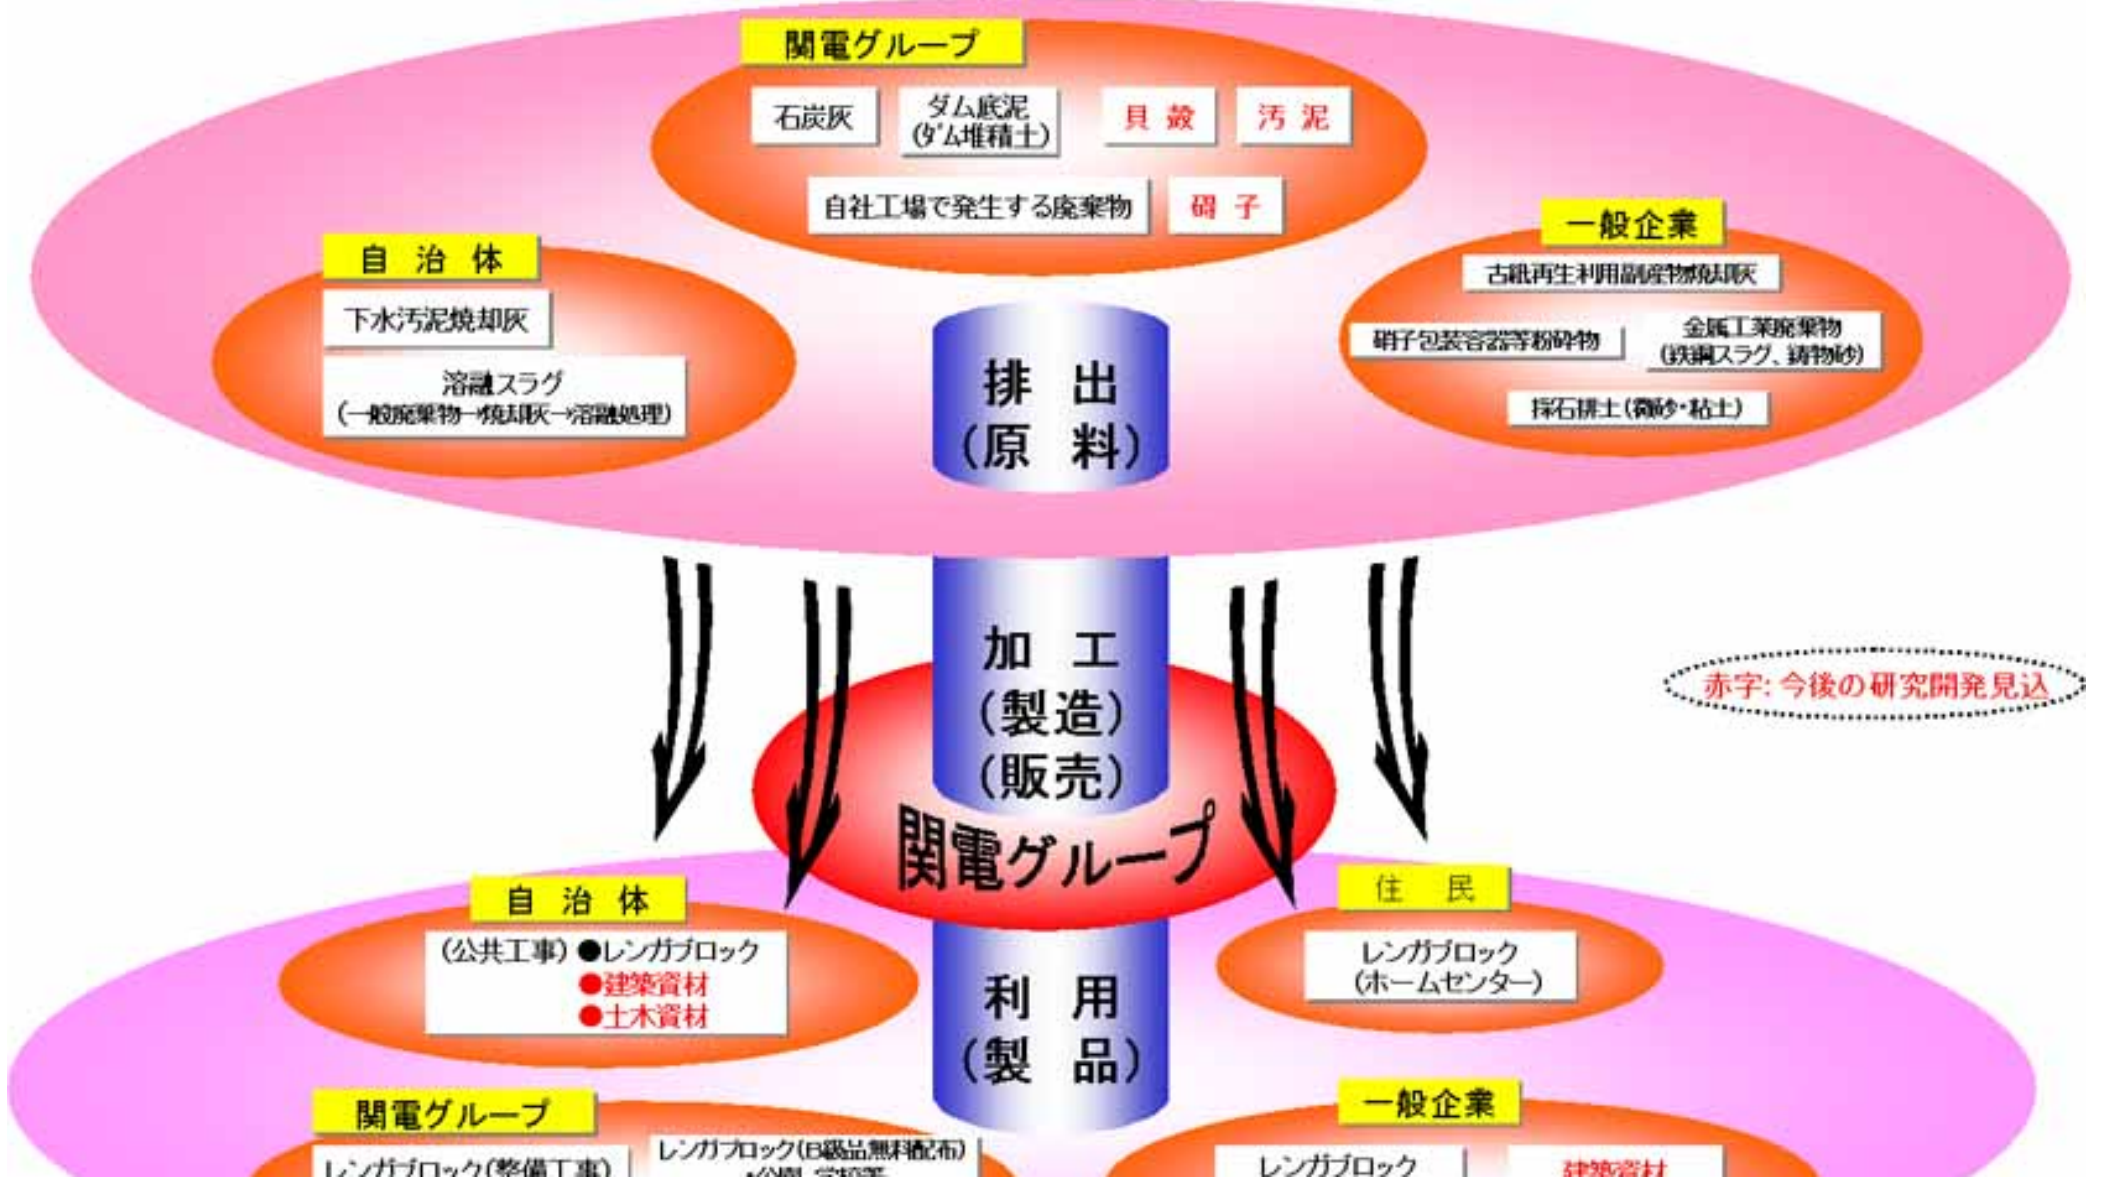 関電グループ
石炭灰
ダム底泥
(ダム堆積土)
貝 殻
汚 泥
自社工場で発生する廃棄物
碍 子
自 治 体
下水汚泥焼却灰
溶融スラグ
(一般廃棄物→焼却灰→溶融処理)
一般企業
古紙再生利用副産物焼却灰
硝子包装容器等粉砕物
金属工業廃棄物
(鉄鋼スラグ、鋳物砂)
採石排土(微砂・粘土)
排 出
(原 料)
加 工
(製造)
(販売)
関電グループ
赤字: 今後の研究開発見込
自 治 体
(公共工事) ●レンガブロック
●建築資材
●土木資材
住 民
レンガブロック
(ホームセンター)
利 用
(製 品)
関電グループ
レンガブロック(整備工事)
レンガブロック(B級品無料配布)
・公園、学校等
一般企業
レンガブロック
建築資材